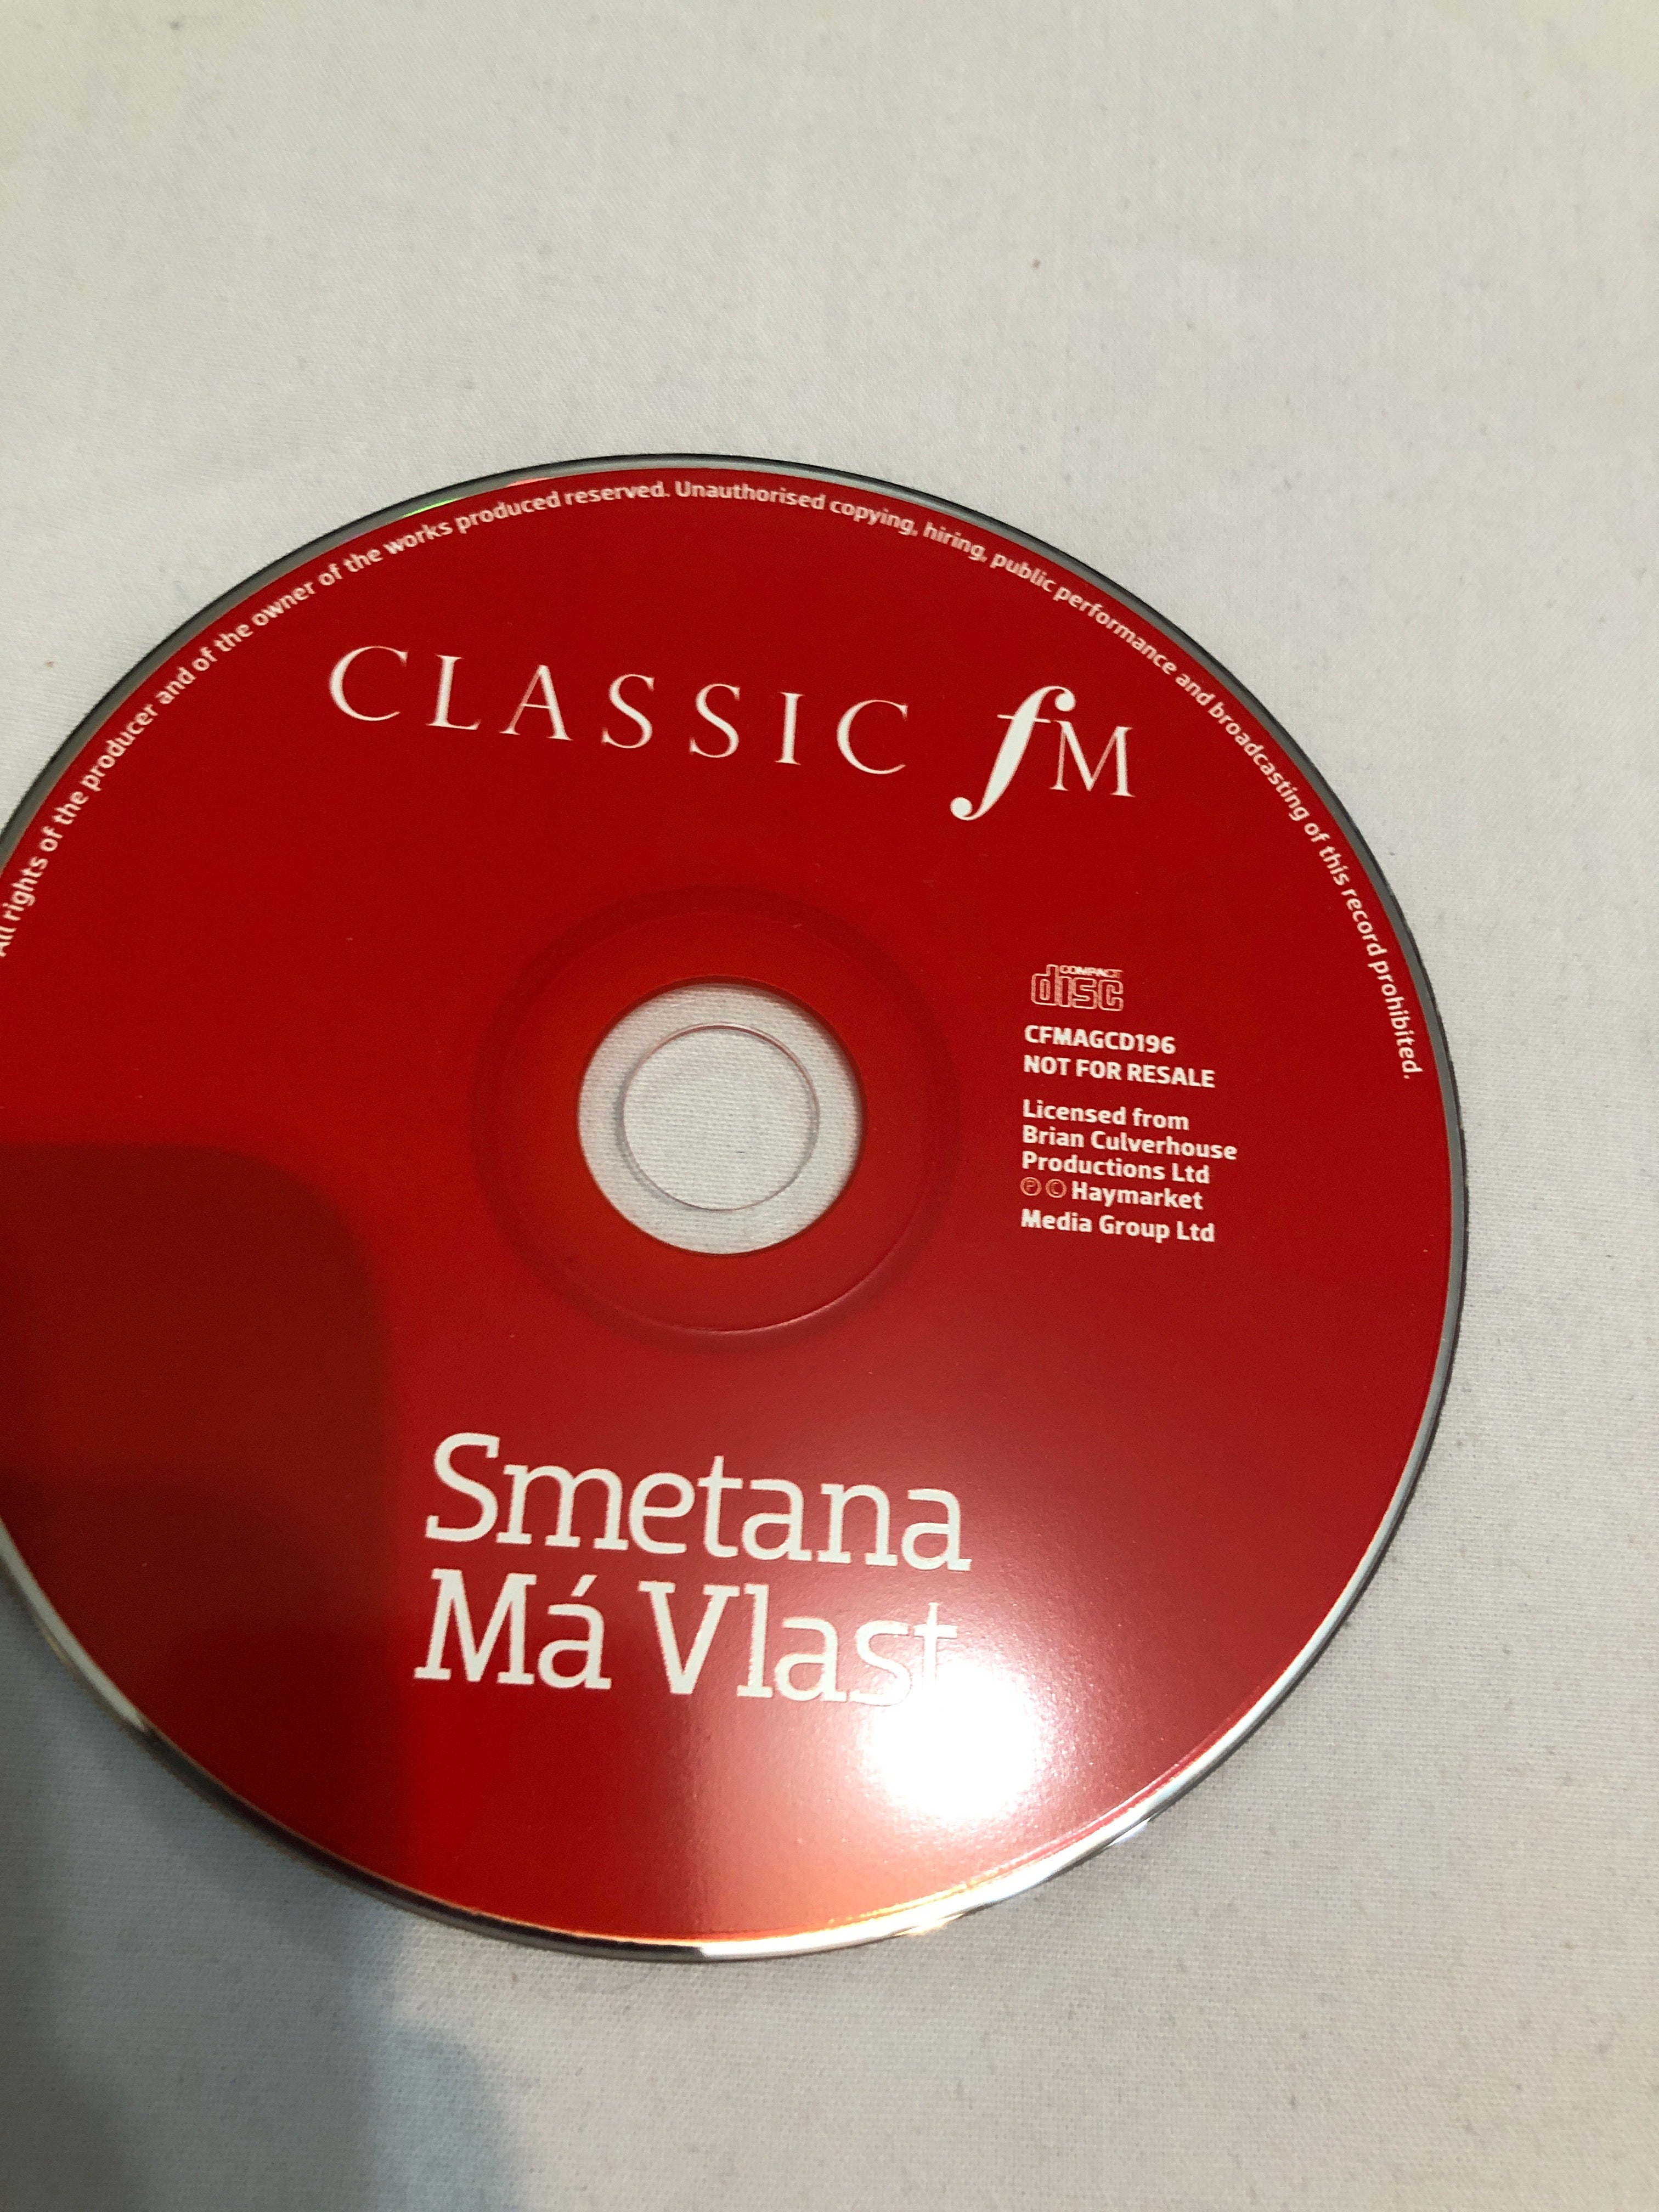 All rights of the producer and of the owner of the works produced reserved. Unauthorised copying, hiring, public performance and broadcasting of this record prohibited.
CLASSIC fM
COMPACT
disc
CFMAGCD196
NOT FOR RESALE
Licensed from
Brian Culverhouse
Productions Ltd
℗ © Haymarket
Media Group Ltd
Smetana
Má Vlast